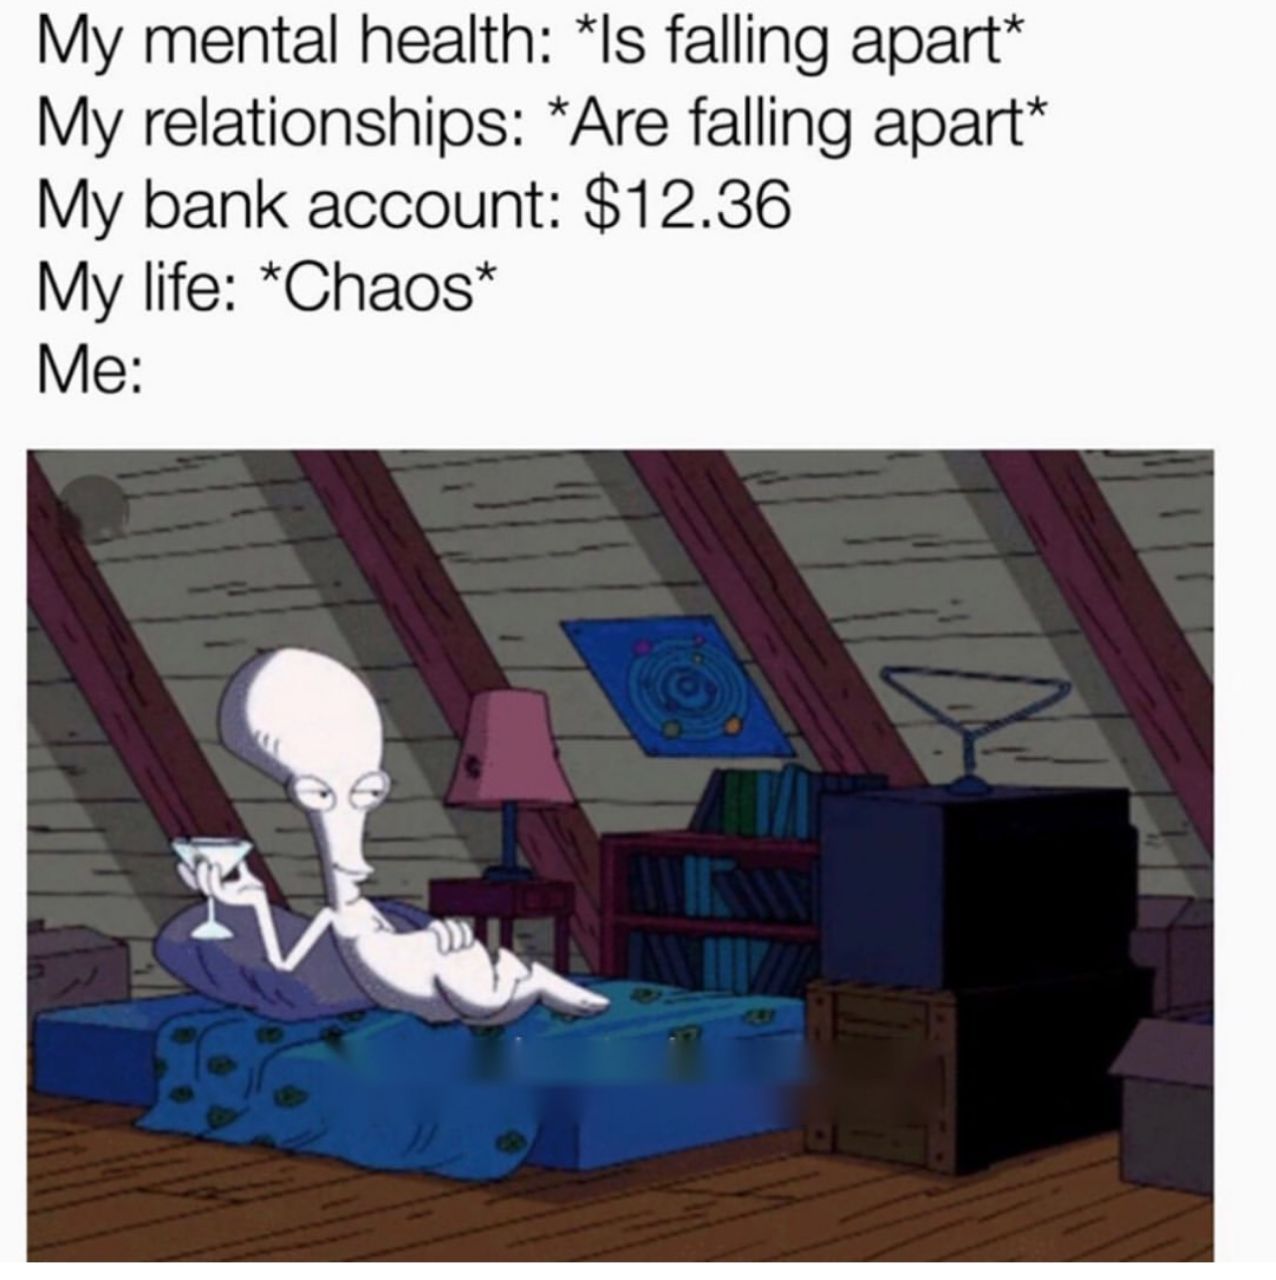 My mental health: *Is falling apart*
My relationships: *Are falling apart*
My bank account: $12.36
My life: *Chaos*
Me: